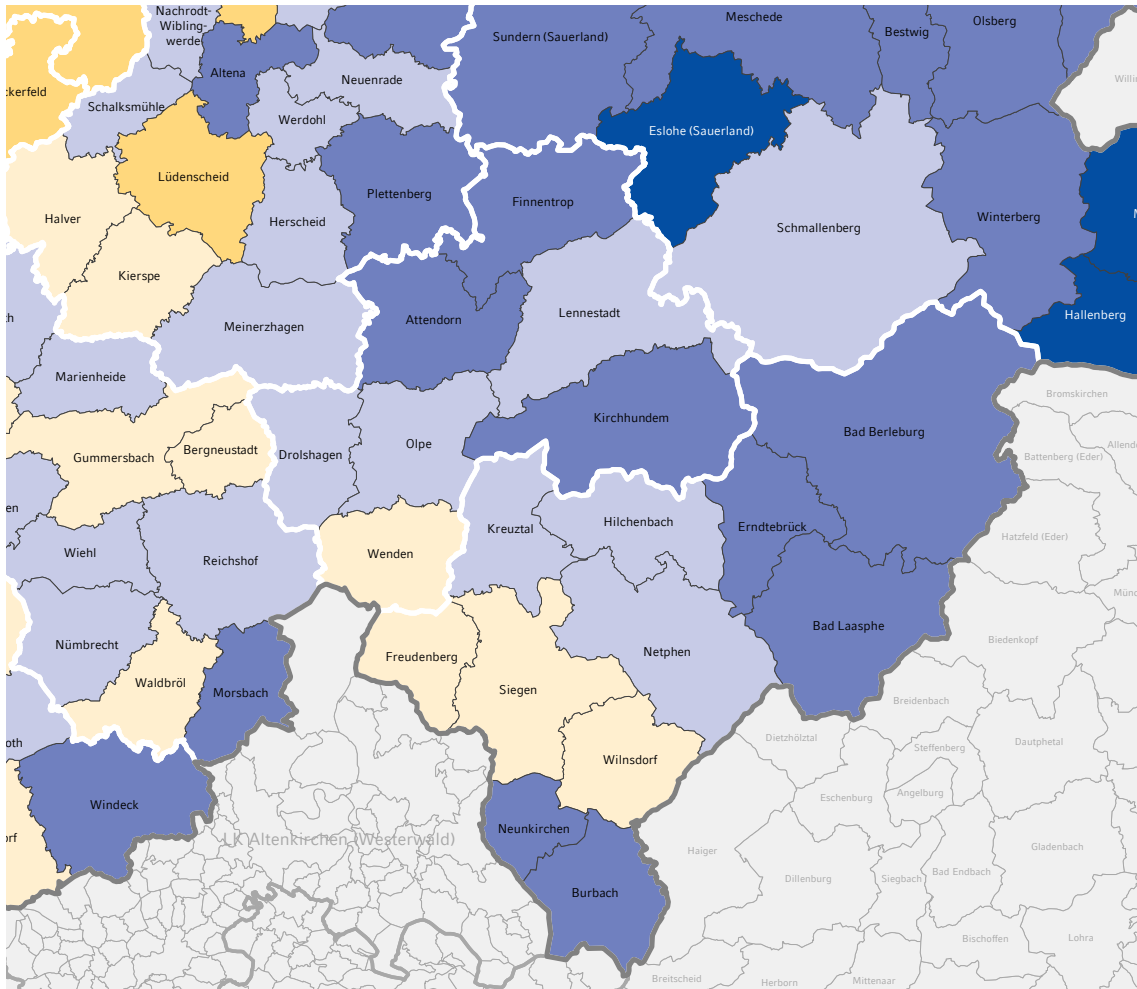 Nachrodt-
Wibling-
werde
Sundern (Sauerland)
Meschede
Bestwig
Olsberg
Altena
Neuenrade
ckerfeld
Schalksmühle
Werdohl
Eslohe (Sauerland)
Lüdenscheid
Plettenberg
Finnentrop
Halver
Herscheid
Schmallenberg
Winterberg
Kierspe
Meinerzhagen
Attendorn
Lennestadt
Hallenberg
Marienheide
Bromskirchen
Kirchhundem
Bad Berleburg
Gummersbach
Bergneustadt
Drolshagen
Olpe
Battenberg (Eder)
en
Kreuztal
Hilchenbach
Erndtebrück
Hatzfeld (Eder)
Wiehl
Reichshof
Wenden
Nümbrecht
Bad Laasphe
Biedenkopf
Freudenberg
Netphen
Waldbröl
Morsbach
Siegen
Breidenbach
oth
Dietzhölztal
Steffenberg
Dautphetal
Wilnsdorf
Windeck
Eschenburg
Angelburg
Neunkirchen
LK Altenkirchen (Westerwald)
Haiger
Gladenbach
Dillenburg
Siegbach
Bad Endbach
Burbach
Bischoffen
Lohra
Breitscheid
Herborn
Mittenaar